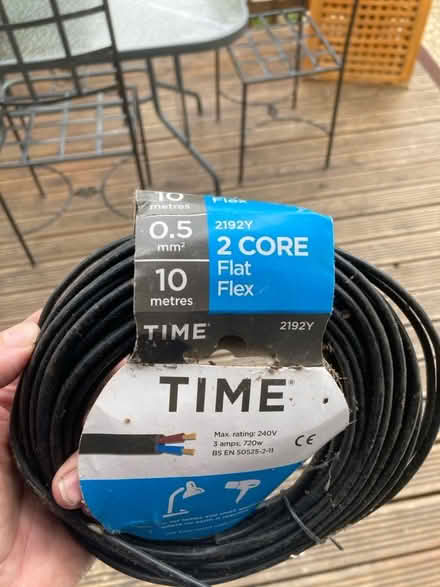 10 metres
Flex
0.5 mm²
2192Y
2 CORE
Flat
Flex
10 metres
TIME
2192Y
TIME
Max. rating: 240V
3 amps, 720w
BS EN 50525-2-11
CE